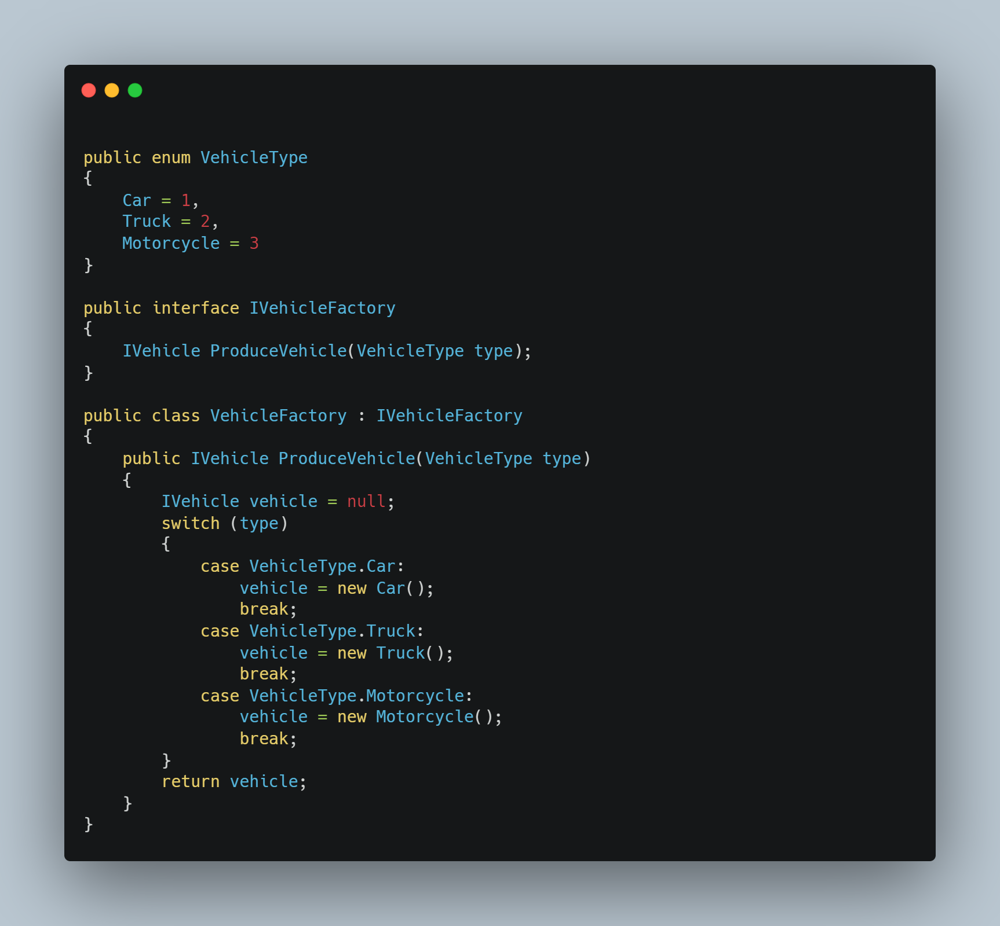 public enum VehicleType
{
    Car = 1,
    Truck = 2,
    Motorcycle = 3
}

public interface IVehicleFactory
{
    IVehicle ProduceVehicle(VehicleType type);
}

public class VehicleFactory : IVehicleFactory
{
    public IVehicle ProduceVehicle(VehicleType type)
    {
        IVehicle vehicle = null;
        switch (type)
        {
            case VehicleType.Car:
                vehicle = new Car();
                break;
            case VehicleType.Truck:
                vehicle = new Truck();
                break;
            case VehicleType.Motorcycle:
                vehicle = new Motorcycle();
                break;
        }
        return vehicle;
    }
}